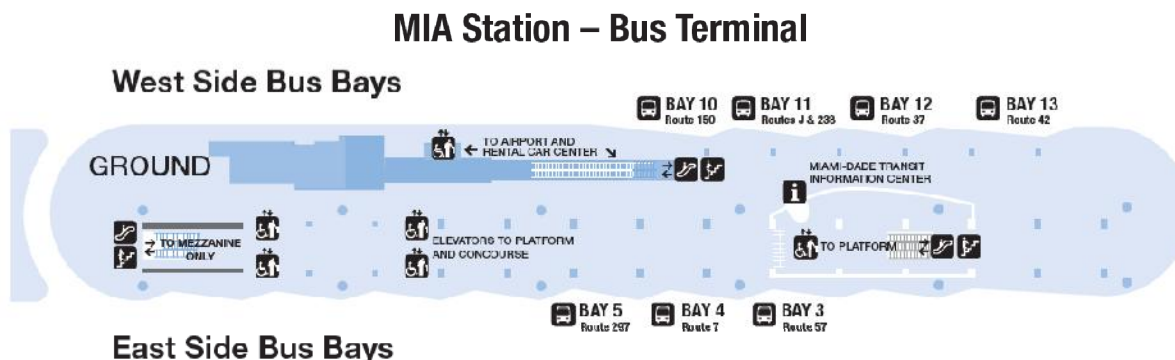 MIA Station – Bus Terminal
West Side Bus Bays
BAY 10
Route 150
BAY 11
Routes J & 238
BAY 12
Route 37
BAY 13
Route 42
GROUND
TO AIRPORT AND
RENTAL CAR CENTER
MIAMI-DADE TRANSIT
INFORMATION CENTER
i
TO MEZZANINE
ONLY
ELEVATORS TO PLATFORM
AND CONCOURSE
TO PLATFORM
BAY 5
Route 297
BAY 4
Route 7
BAY 3
Route 57
East Side Bus Bays